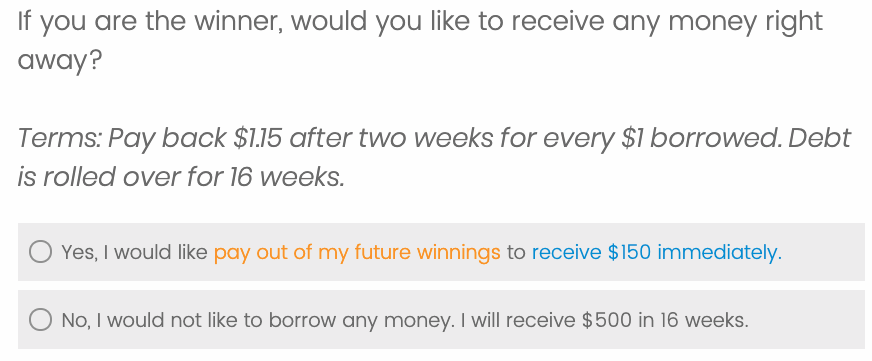 If you are the winner, would you like to receive any money right
away?
Terms: Pay back $1.15 after two weeks for every $1 borrowed. Debt
is rolled over for 16 weeks.
Yes, I would like pay out of my future winnings to receive $150 immediately.
No, I would not like to borrow any money. I will receive $500 in 16 weeks.